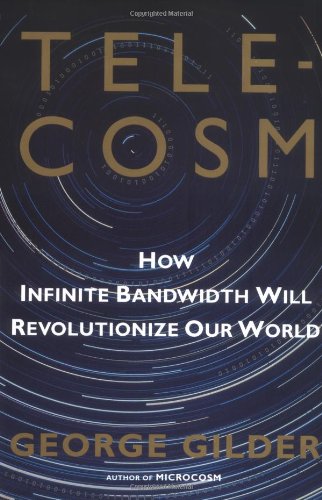 TELE-
COSM
HOW
INFINITE BANDWIDTH WILL
REVOLUTIONIZE OUR WORLD
GEORGE GILDER
AUTHOR OF MICROCOSM